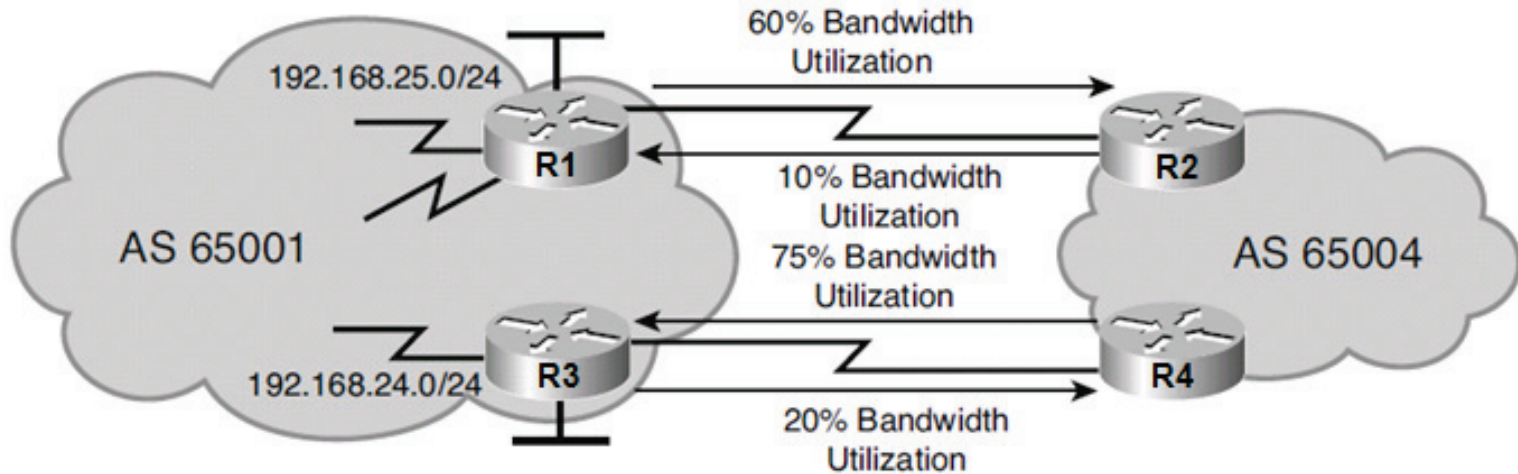 60% Bandwidth
Utilization
192.168.25.0/24
R1
R2
10% Bandwidth
Utilization
AS 65001
75% Bandwidth
Utilization
AS 65004
R3
R4
192.168.24.0/24
20% Bandwidth
Utilization